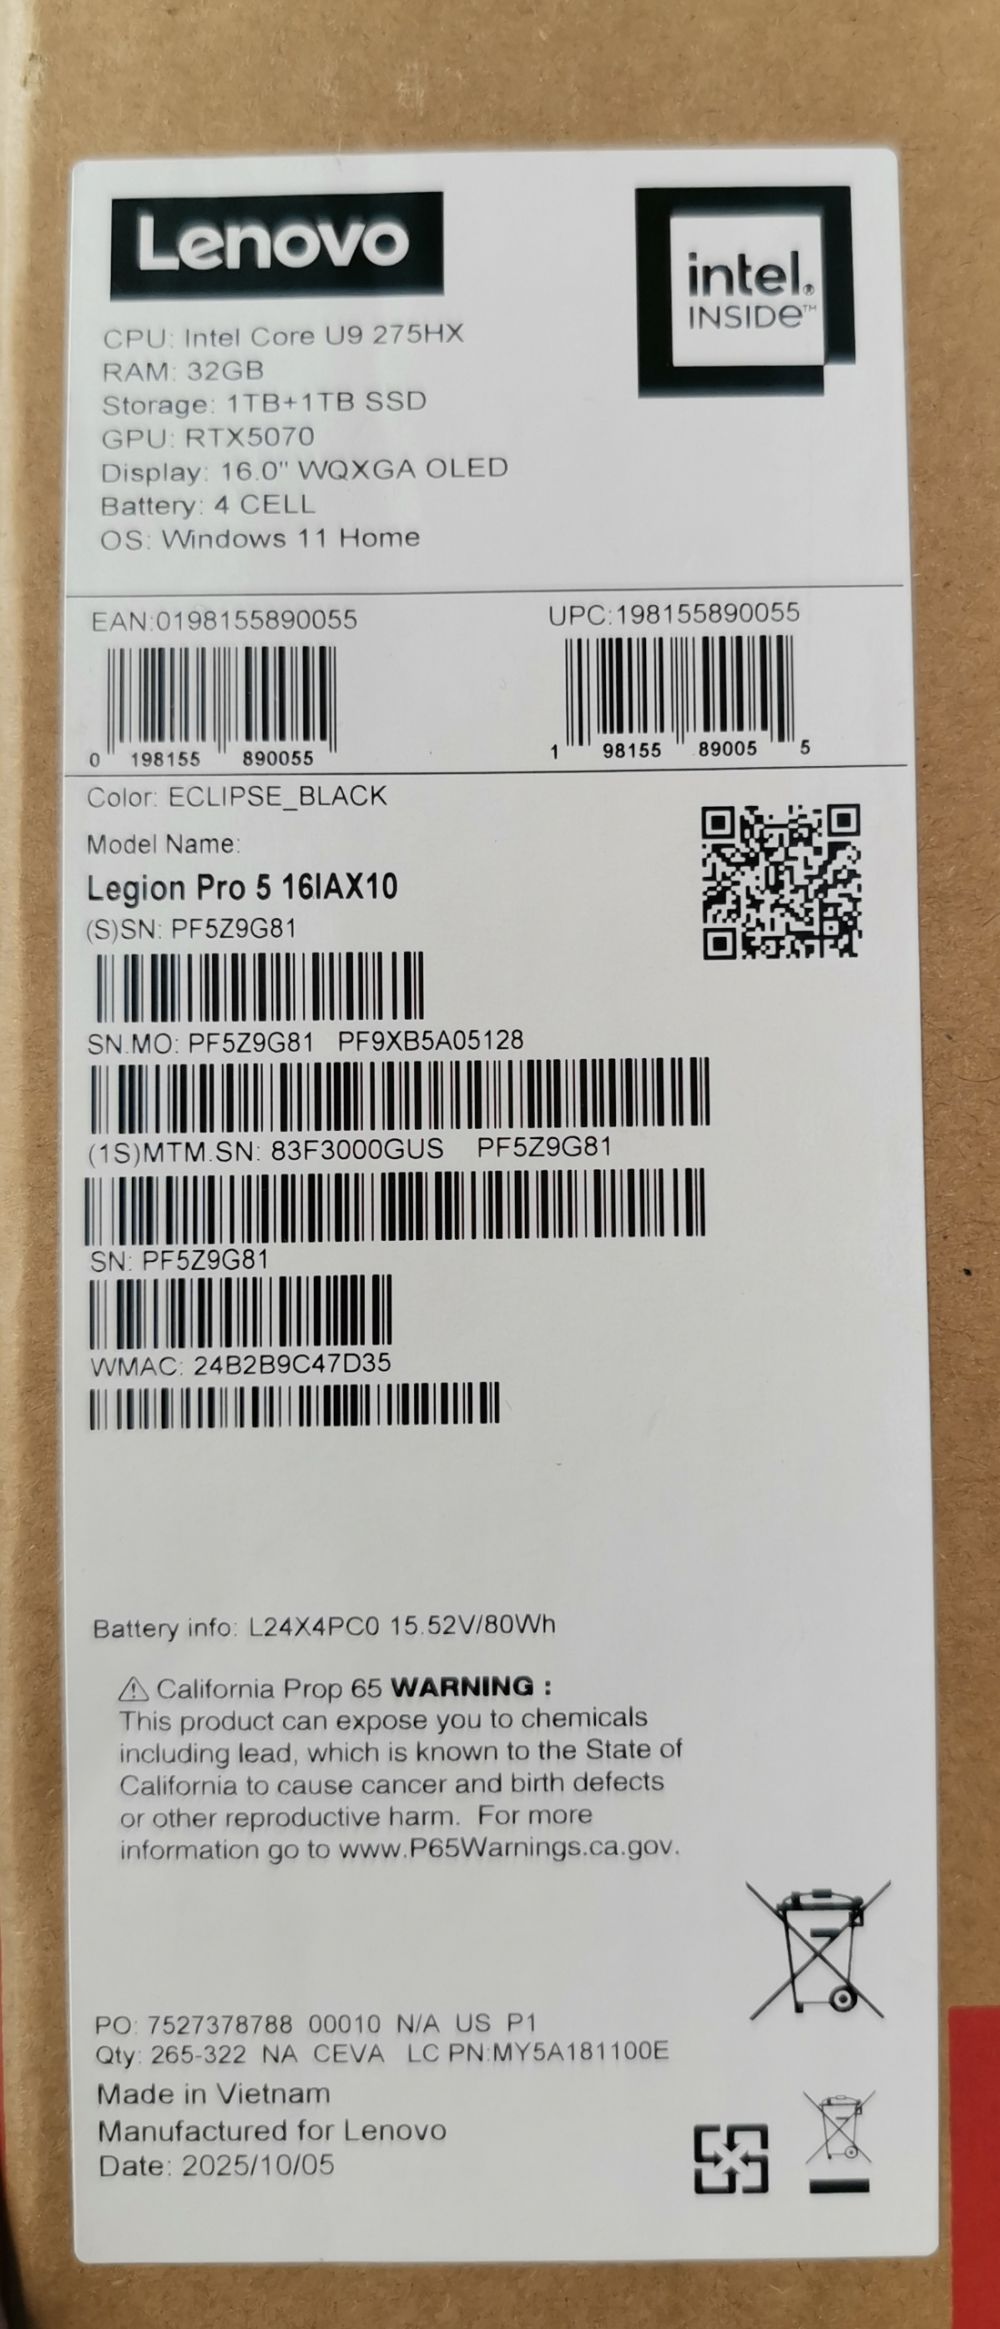 Lenovo
intel.
INSIDE™
CPU: Intel Core U9 275HX
RAM: 32GB
Storage: 1TB+1TB SSD
GPU: RTX5070
Display: 16.0" WQXGA OLED
Battery: 4 CELL
OS: Windows 11 Home
EAN:0198155890055
UPC:198155890055
0 198155 890055
1 98155 89005 5
Color: ECLIPSE_BLACK
Model Name:
Legion Pro 5 16IAX10
(S)SN: PF5Z9G81
SN.MO: PF5Z9G81 PF9XB5A05128
(1S)MTM.SN: 83F3000GUS PF5Z9G81
SN: PF5Z9G81
WMAC: 24B2B9C47D35
Battery info: L24X4PC0 15.52V/80Wh
⚠ California Prop 65 WARNING :
This product can expose you to chemicals
including lead, which is known to the State of
California to cause cancer and birth defects
or other reproductive harm. For more
information go to www.P65Warnings.ca.gov.
PO: 7527378788 00010 N/A US P1
Qty: 265-322 NA CEVA LC PN:MY5A181100E
Made in Vietnam
Manufactured for Lenovo
Date: 2025/10/05